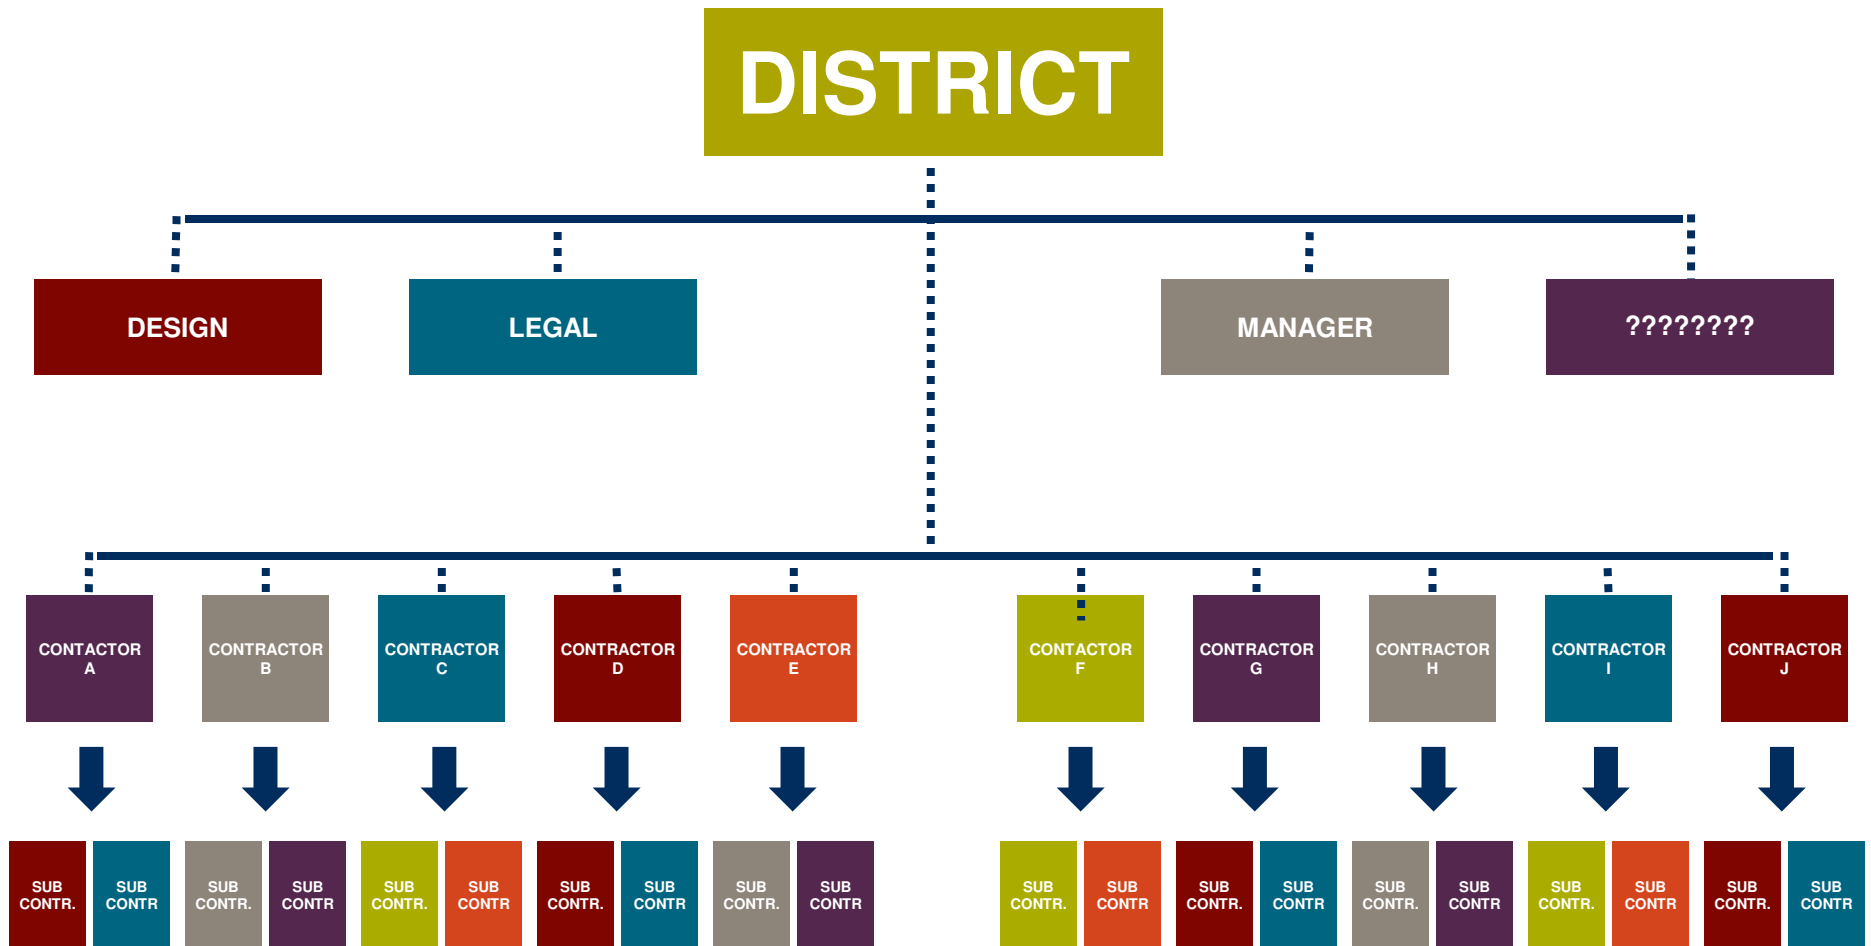 DISTRICT
DESIGN
LEGAL
MANAGER
????????
CONTACTOR
A
CONTRACTOR
B
CONTRACTOR
C
CONTRACTOR
D
CONTRACTOR
E
CONTACTOR
F
CONTRACTOR
G
CONTRACTOR
H
CONTRACTOR
I
CONTRACTOR
J
SUB
CONTR.
SUB
CONTR
SUB
CONTR.
SUB
CONTR
SUB
CONTR.
SUB
CONTR
SUB
CONTR.
SUB
CONTR
SUB
CONTR.
SUB
CONTR
SUB
CONTR.
SUB
CONTR
SUB
CONTR.
SUB
CONTR
SUB
CONTR.
SUB
CONTR
SUB
CONTR.
SUB
CONTR
SUB
CONTR.
SUB
CONTR